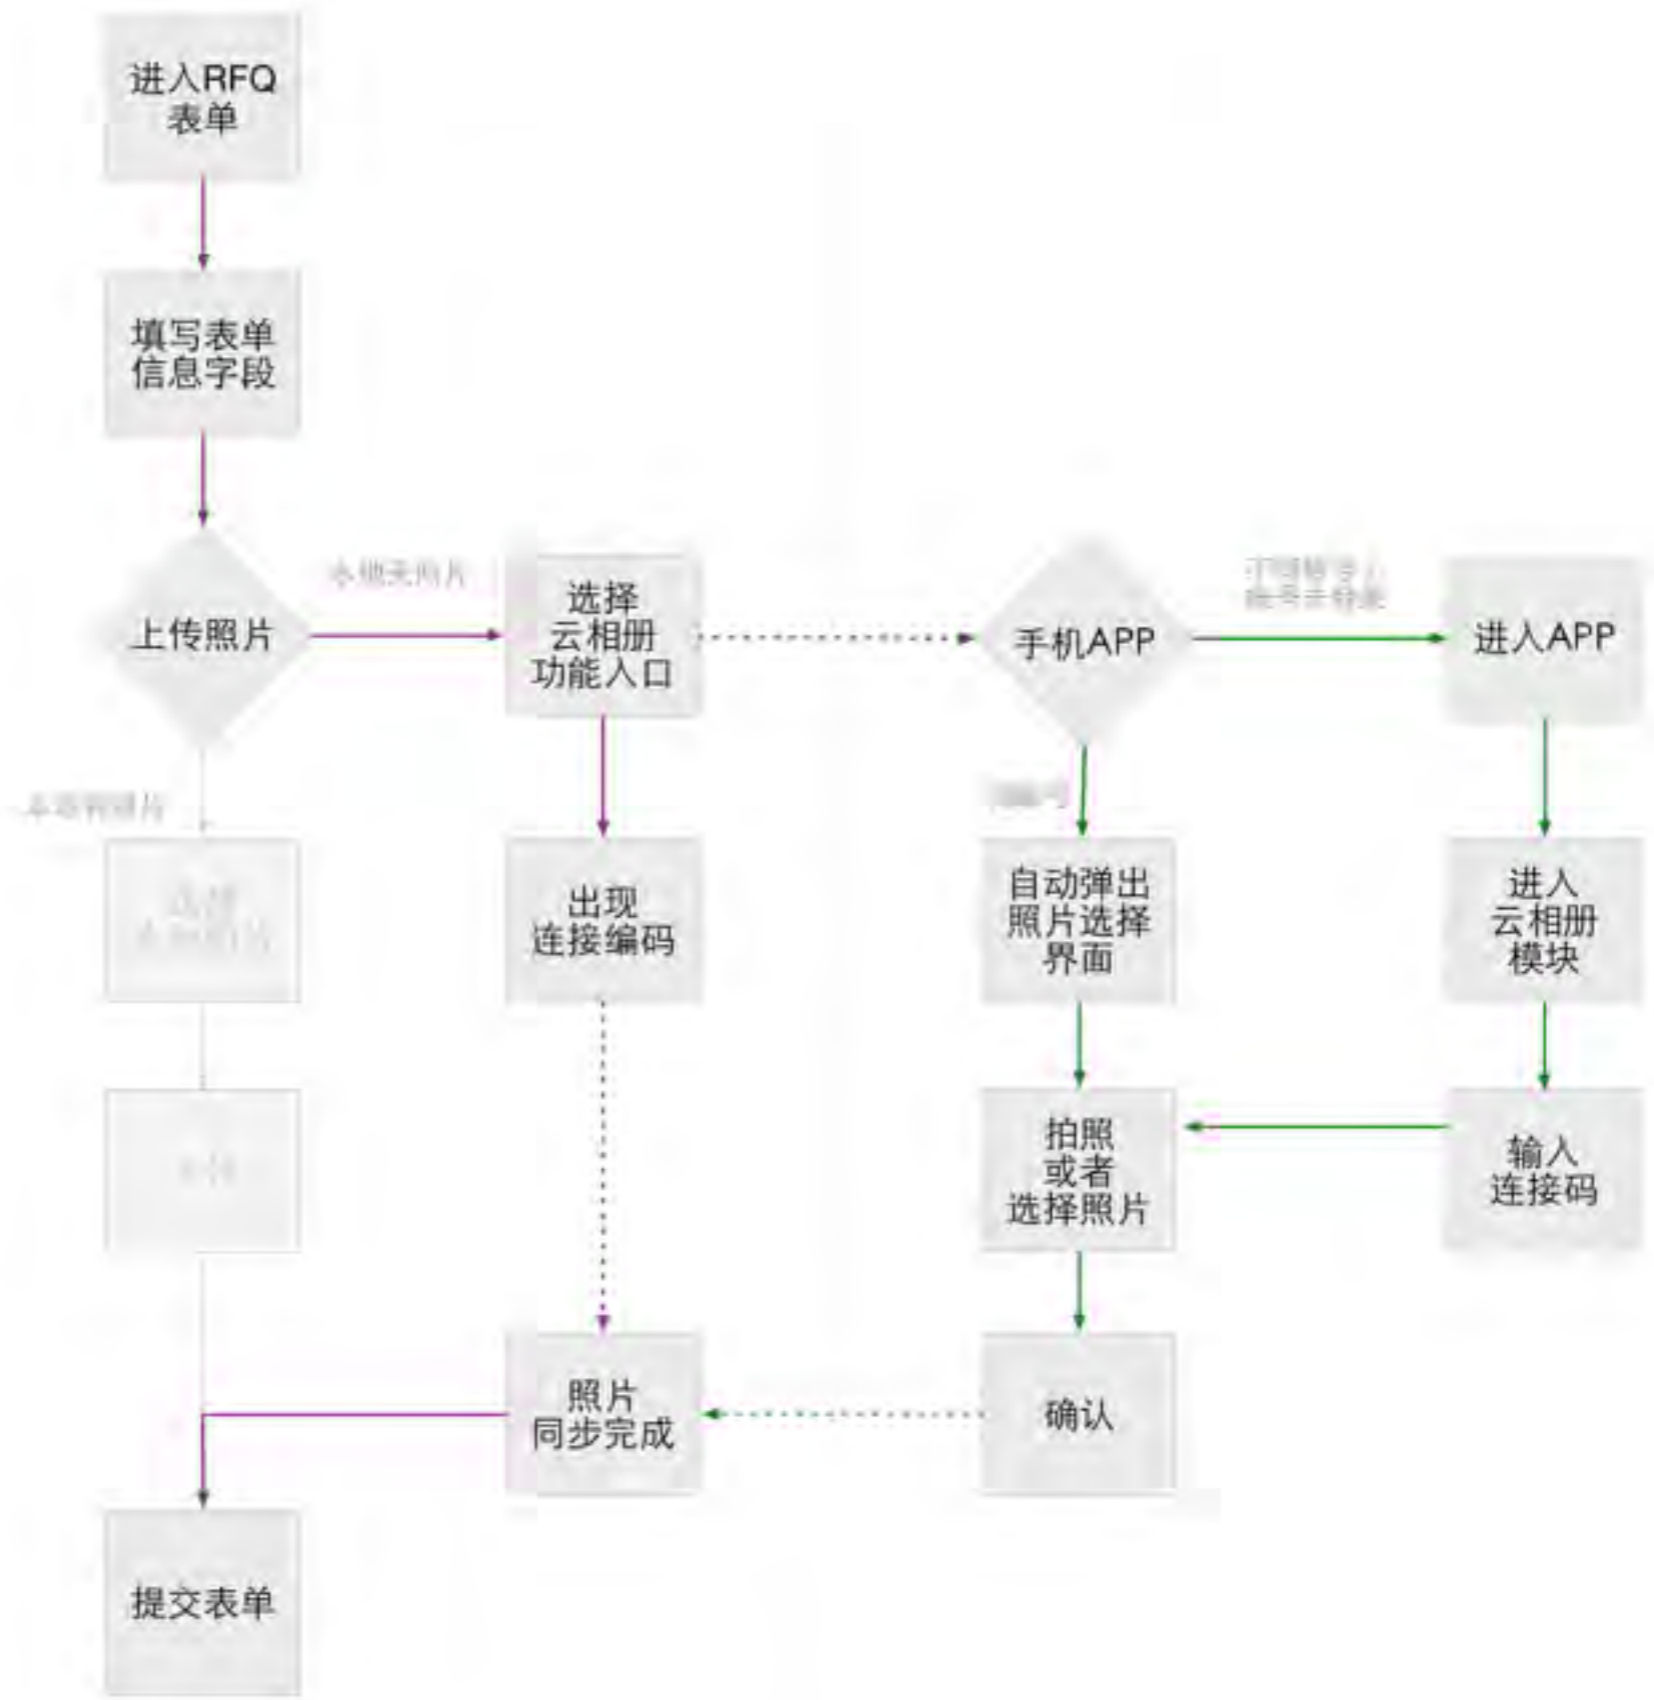 进入RFQ
表单
填写表单
信息字段
上传照片
选择
云相册
功能入口
手机APP
进入APP
出现
连接编码
自动弹出
照片选择
界面
进入
云相册
模块
拍照
或者
选择照片
输入
连接码
照片
同步完成
确认
提交表单